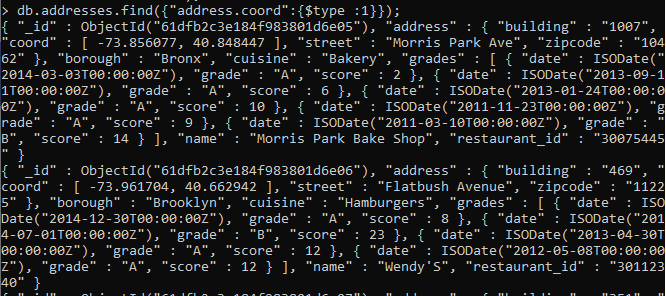 > db.addresses.find({"address.coord":{$type :1}});
{ "_id" : ObjectId("61dfb2c3e184f983801d6e05"), "address" : { "building" : "1007",
"coord" : [ -73.856077, 40.848447 ], "street" : "Morris Park Ave", "zipcode" : "104
62" }, "borough" : "Bronx", "cuisine" : "Bakery", "grades" : [ { "date" : ISODate("
2014-03-03T00:00:00Z"), "grade" : "A", "score" : 2 }, { "date" : ISODate("2013-09-1
1T00:00:00Z"), "grade" : "A", "score" : 6 }, { "date" : ISODate("2013-01-24T00:00:0
0Z"), "grade" : "A", "score" : 10 }, { "date" : ISODate("2011-11-23T00:00:00Z"), "g
rade" : "A", "score" : 9 }, { "date" : ISODate("2011-03-10T00:00:00Z"), "grade" : "
B", "score" : 14 } ], "name" : "Morris Park Bake Shop", "restaurant_id" : "30075445
" }
{ "_id" : ObjectId("61dfb2c3e184f983801d6e06"), "address" : { "building" : "469", "
coord" : [ -73.961704, 40.662942 ], "street" : "Flatbush Avenue", "zipcode" : "1122
5" }, "borough" : "Brooklyn", "cuisine" : "Hamburgers", "grades" : [ { "date" : ISO
Date("2014-12-30T00:00:00Z"), "grade" : "A", "score" : 8 }, { "date" : ISODate("201
4-07-01T00:00:00Z"), "grade" : "B", "score" : 23 }, { "date" : ISODate("2013-04-30T
00:00:00Z"), "grade" : "A", "score" : 12 }, { "date" : ISODate("2012-05-08T00:00:00
Z"), "grade" : "A", "score" : 12 } ], "name" : "Wendy'S", "restaurant_id" : "301123
40" }